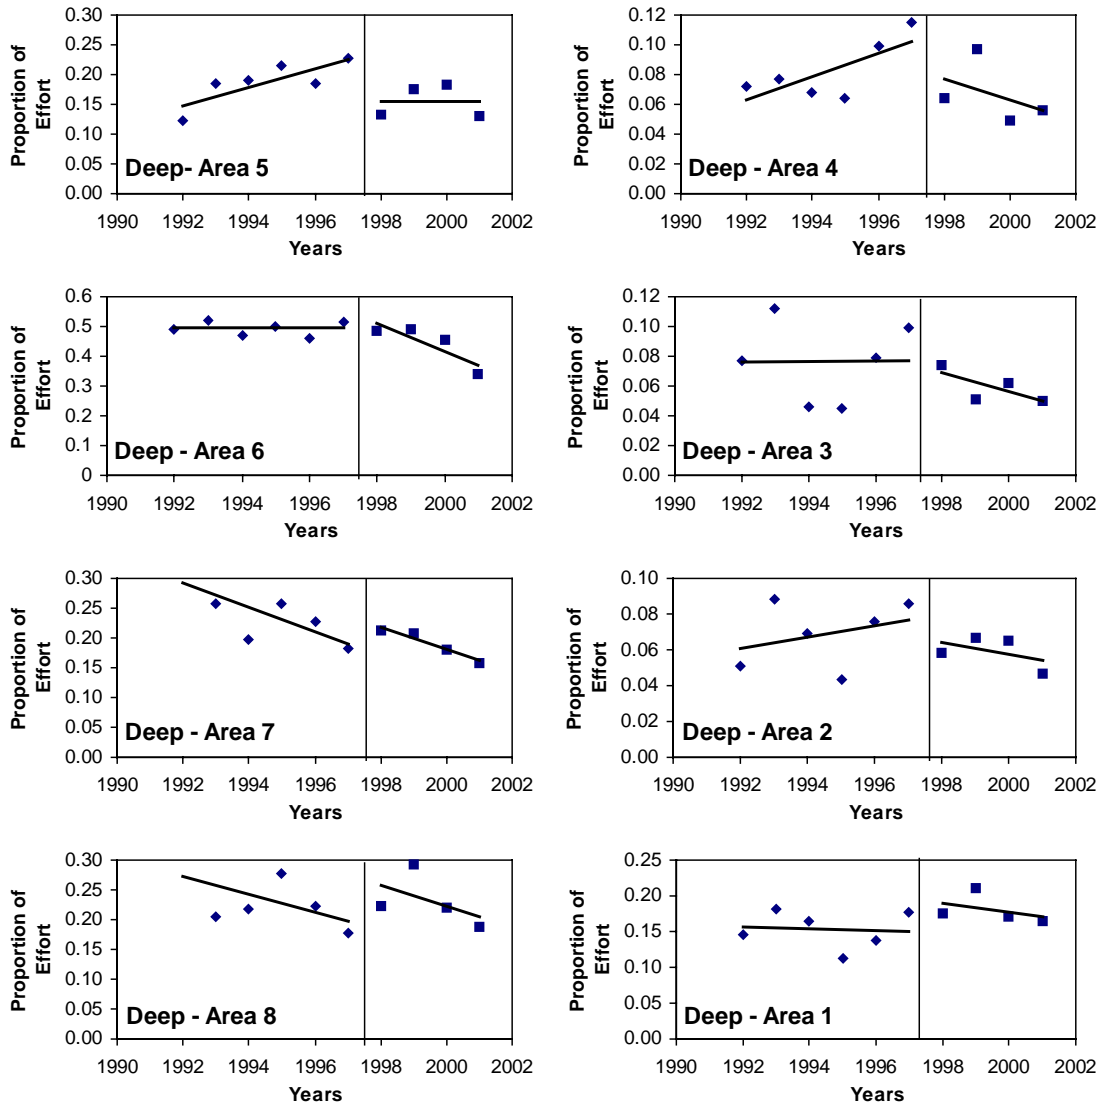 0.30
0.25
0.20
0.15
0.10
0.05
0.00
Proportion of
Effort
Deep- Area 5
1990 1992 1994 1996 1998 2000 2002
Years
0.12
0.10
0.08
0.06
0.04
0.02
0.00
Proportion of
Effort
Deep - Area 4
1990 1992 1994 1996 1998 2000 2002
Years
0.6
0.5
0.4
0.3
0.2
0.1
0
Proportion of
Effort
Deep - Area 6
1990 1992 1994 1996 1998 2000 2002
Years
0.12
0.10
0.08
0.06
0.04
0.02
0.00
Proportion of
Effort
Deep - Area 3
1990 1992 1994 1996 1998 2000 2002
Years
0.30
0.25
0.20
0.15
0.10
0.05
0.00
Proportion of
Effort
Deep - Area 7
1990 1992 1994 1996 1998 2000 2002
Years
0.10
0.08
0.06
0.04
0.02
0.00
Proportion of
Effort
Deep - Area 2
1990 1992 1994 1996 1998 2000 2002
Years
0.30
0.25
0.20
0.15
0.10
0.05
0.00
Proportion of
Effort
Deep - Area 8
1990 1992 1994 1996 1998 2000 2002
Years
0.25
0.20
0.15
0.10
0.05
0.00
Proportion of
Effort
Deep - Area 1
1990 1992 1994 1996 1998 2000 2002
Years